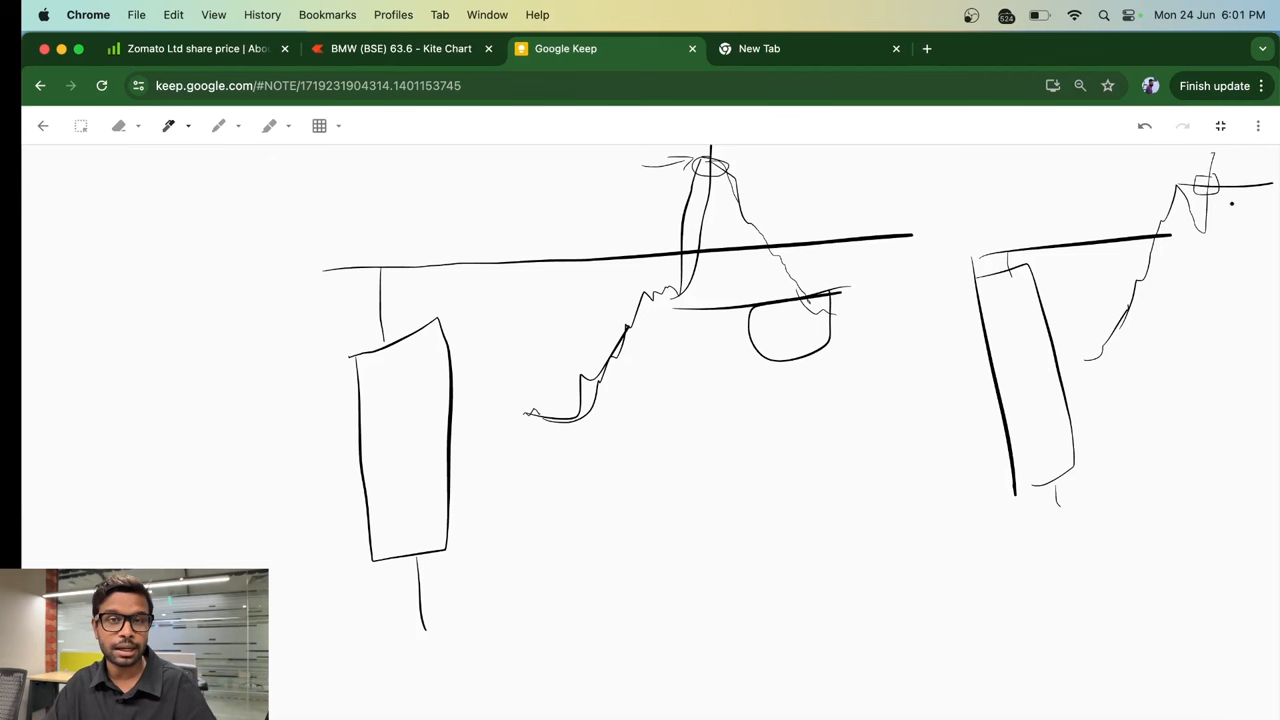 Chrome File Edit View History Bookmarks Profiles Tab Window Help 524 Mon 24 Jun 6:01 PM
Zomato Ltd share price | Abou BMW (BSE) 63.6 - Kite Chart Google Keep New Tab
keep.google.com/#NOTE/1719231904314.1401153745 Finish update